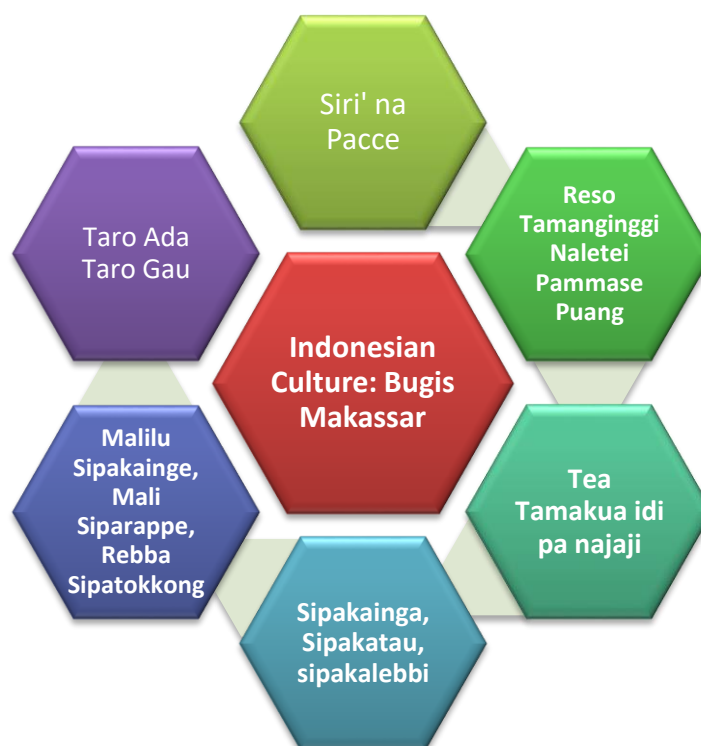 Siri' na
Pacce
Reso
Tamanginggi
Naletei
Pammase
Puang
Taro Ada
Taro Gau
Indonesian
Culture: Bugis
Makassar
Tea
Tamakua idi
pa najaji
Malilu
Sipakainge,
Mali
Siparappe,
Rebba
Sipatokkong
Sipakainga,
Sipakatau,
sipakalebbi